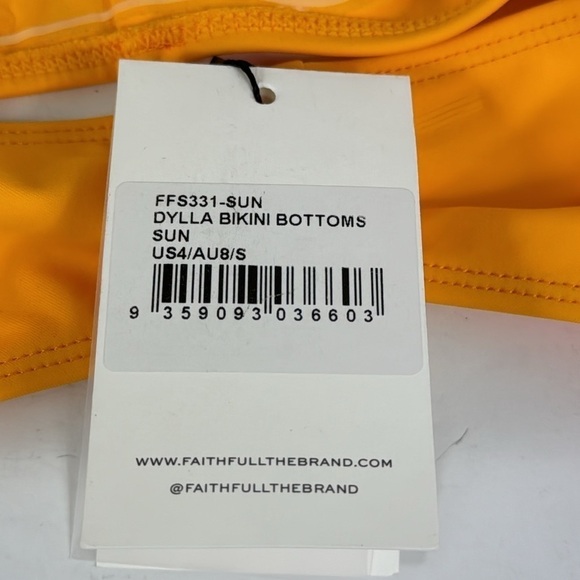 FFS331-SUN
DYLLA BIKINI BOTTOMS
SUN
US4/AU8/S
9 359093 036603
WWW.FAITHFULLTHEBRAND.COM
@FAITHFULLTHEBRAND